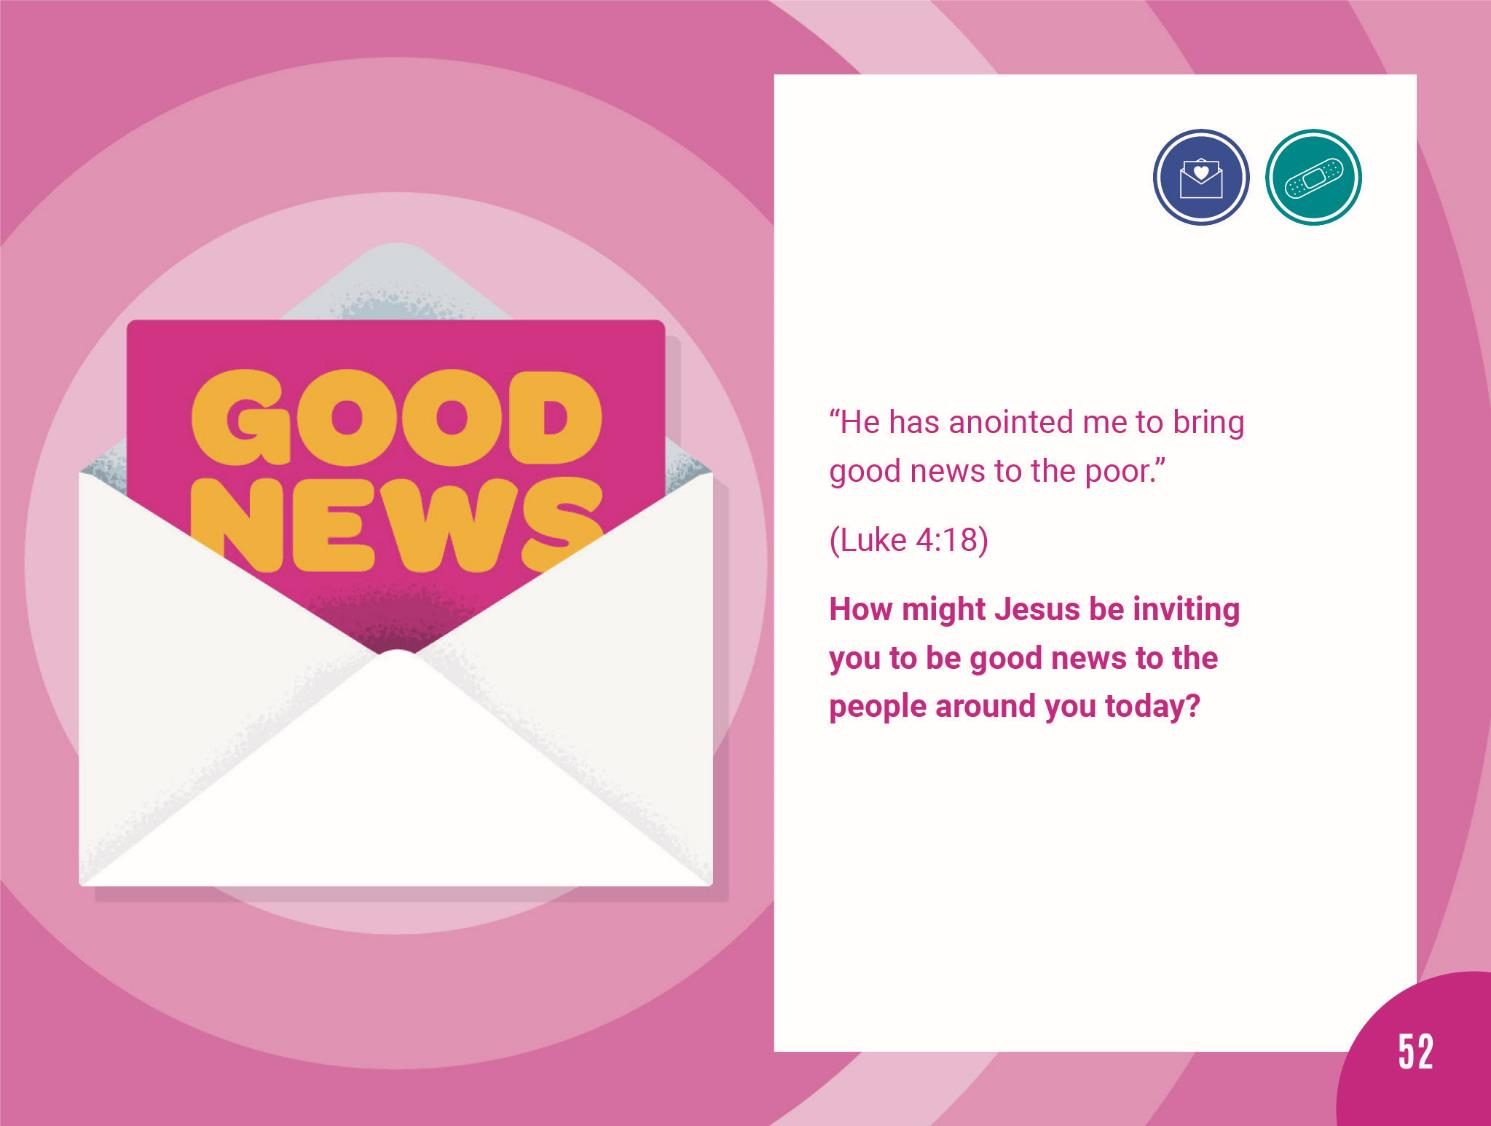 GOOD
NEWS
“He has anointed me to bring
good news to the poor.”
(Luke 4:18)
How might Jesus be inviting
you to be good news to the
people around you today?
52